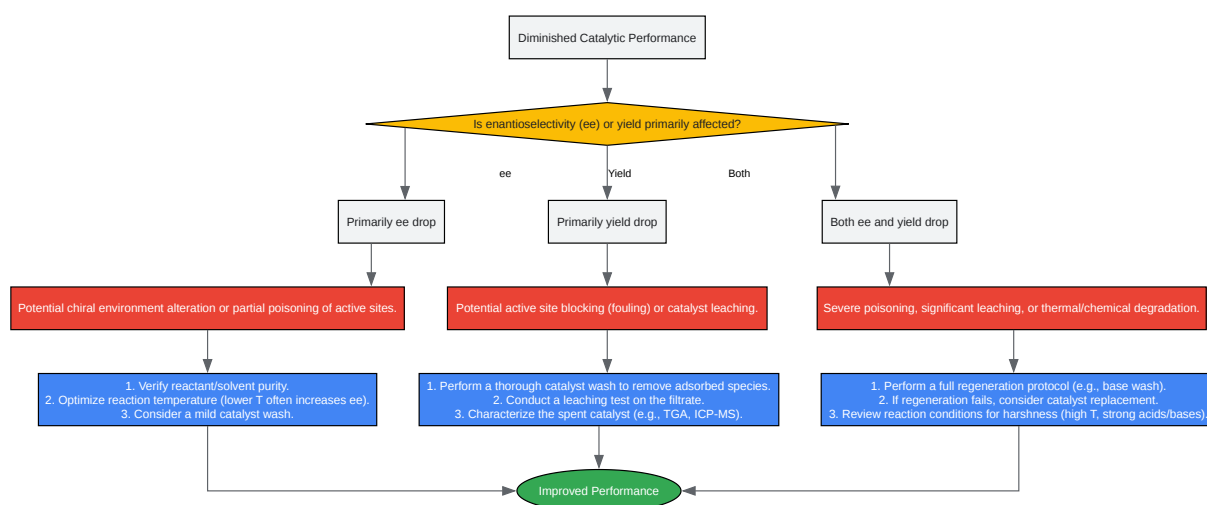 Diminished Catalytic Performance
Is enantioselectivity (ee) or yield primarily affected?
ee
Yield
Both
Primarily ee drop
Primarily yield drop
Both ee and yield drop
Potential chiral environment alteration or partial poisoning of active sites.
Potential active site blocking (fouling) or catalyst leaching.
Severe poisoning, significant leaching, or thermal/chemical degradation.
1. Verify reactant/solvent purity.
2. Optimize reaction temperature (lower T often increases ee).
3. Consider a mild catalyst wash.
1. Perform a thorough catalyst wash to remove adsorbed species.
2. Conduct a leaching test on the filtrate.
3. Characterize the spent catalyst (e.g., TGA, ICP-MS).
1. Perform a full regeneration protocol (e.g., base wash).
2. If regeneration fails, consider catalyst replacement.
3. Review reaction conditions for harshness (high T, strong acids/bases).
Improved Performance